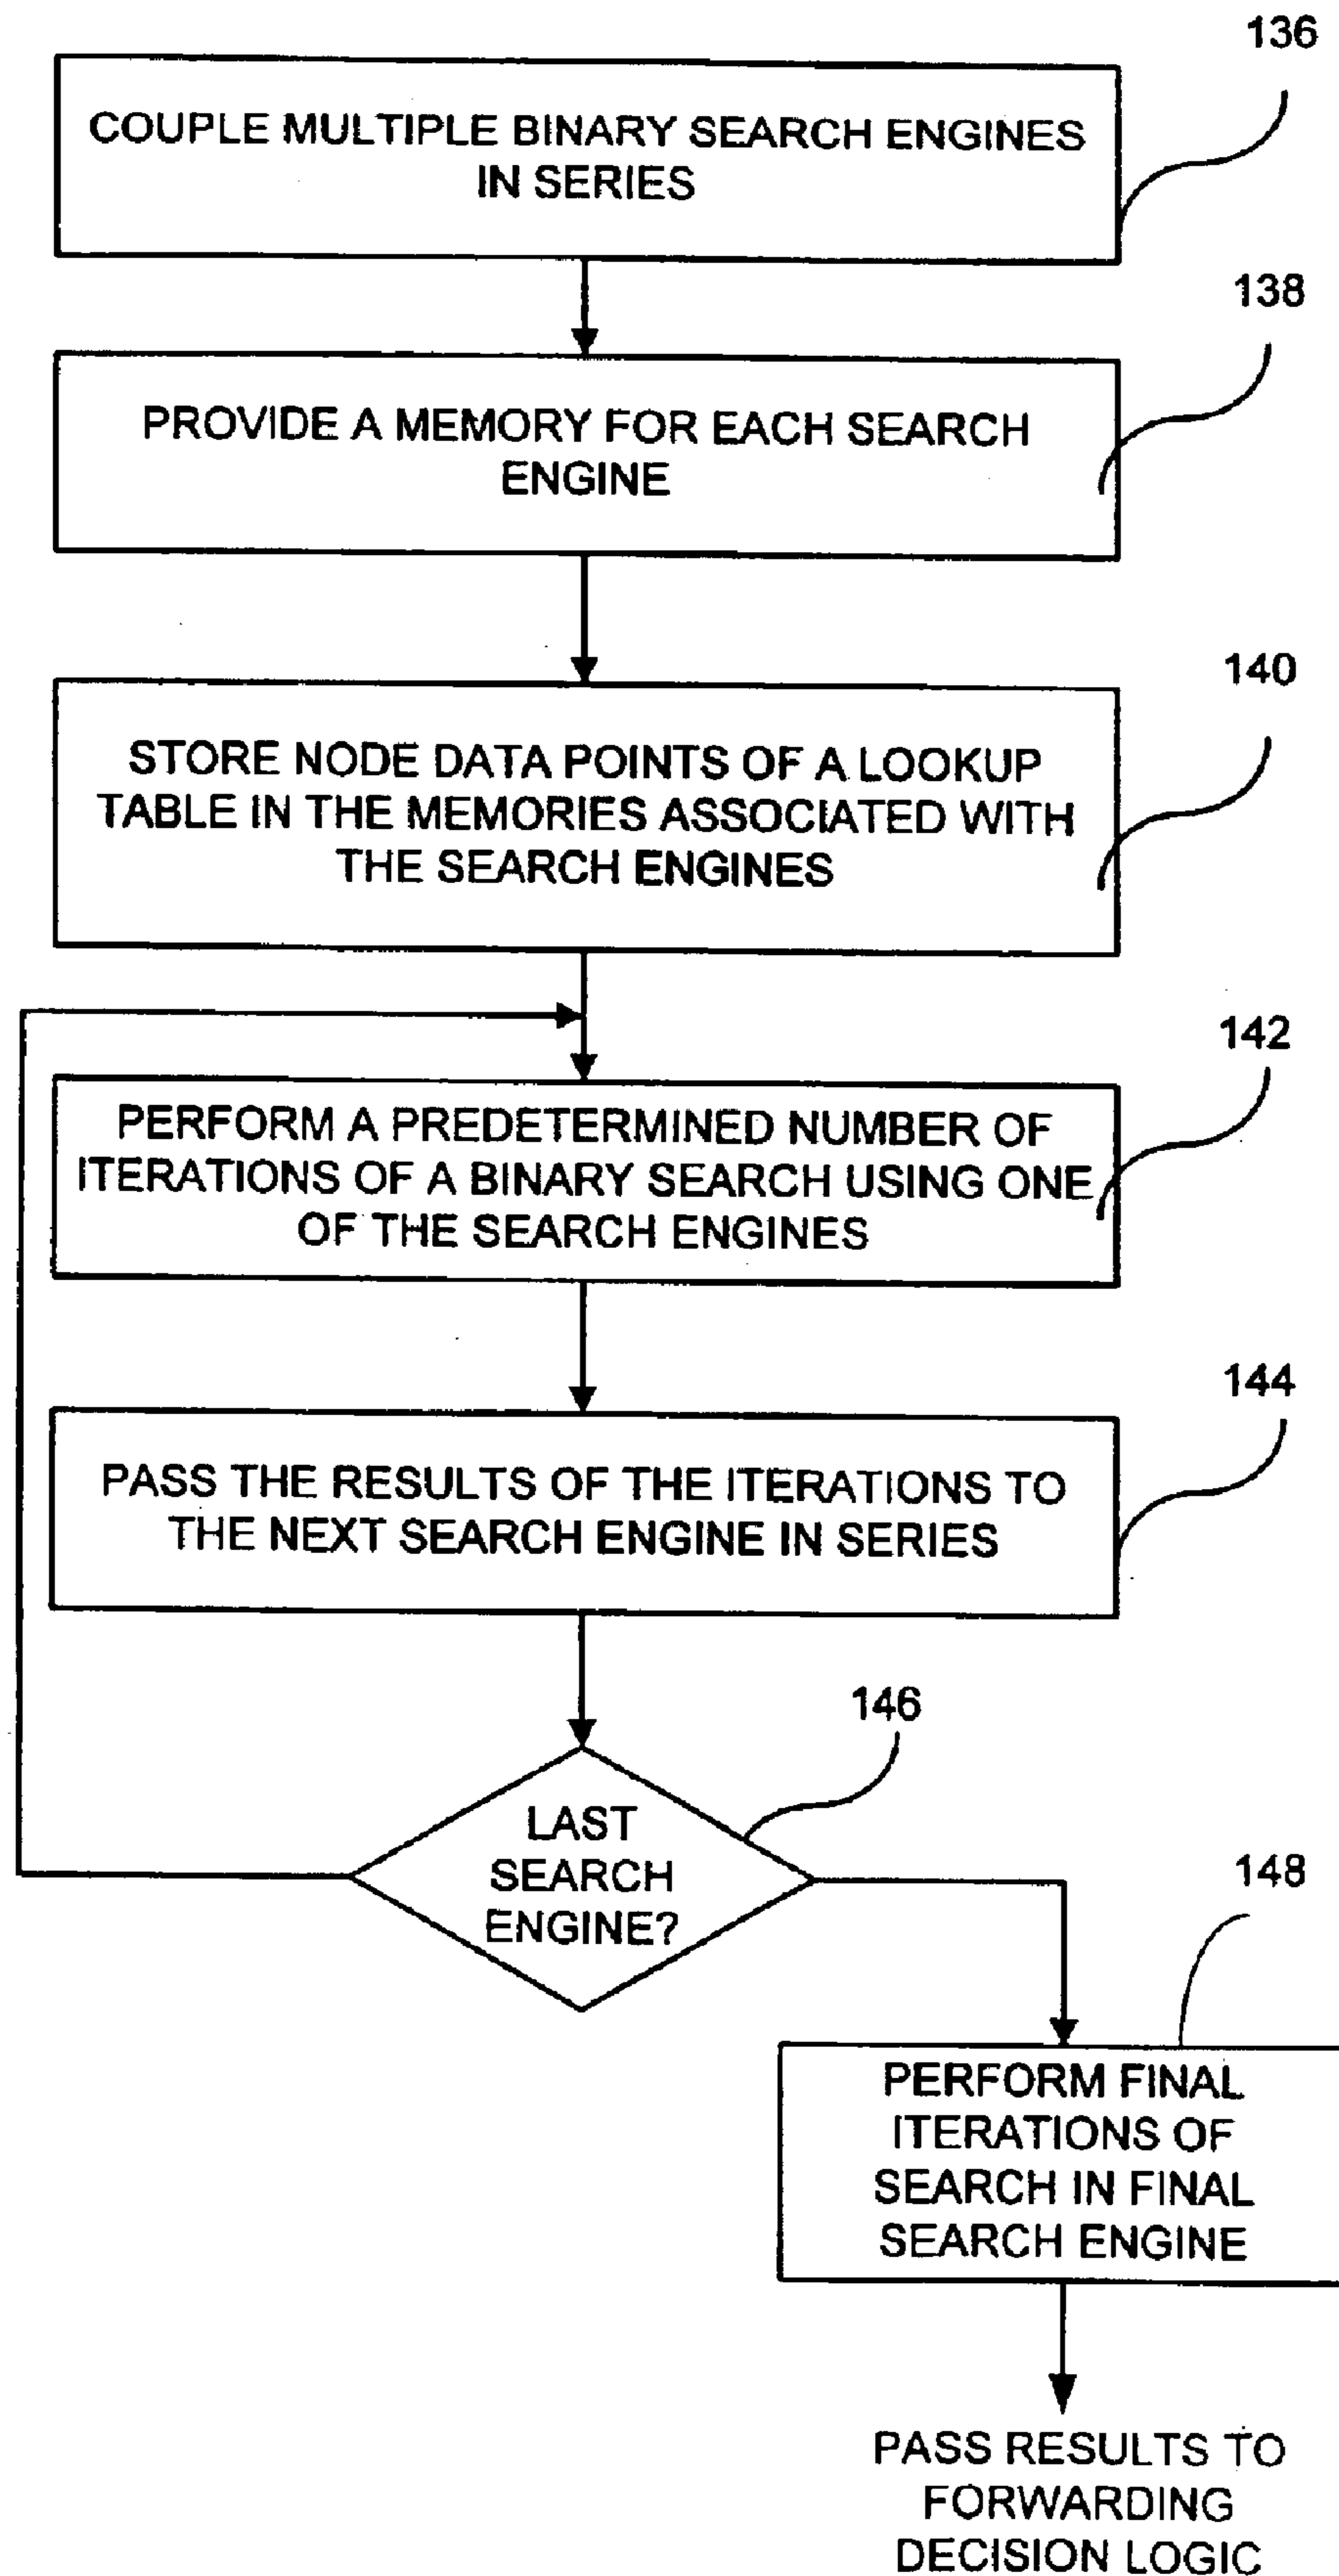 136
COUPLE MULTIPLE BINARY SEARCH ENGINES
IN SERIES
138
PROVIDE A MEMORY FOR EACH SEARCH
ENGINE
140
STORE NODE DATA POINTS OF A LOOKUP
TABLE IN THE MEMORIES ASSOCIATED WITH
THE SEARCH ENGINES
142
PERFORM A PREDETERMINED NUMBER OF
ITERATIONS OF A BINARY SEARCH USING ONE
OF THE SEARCH ENGINES
144
PASS THE RESULTS OF THE ITERATIONS TO
THE NEXT SEARCH ENGINE IN SERIES
146
LAST
SEARCH
ENGINE?
148
PERFORM FINAL
ITERATIONS OF
SEARCH IN FINAL
SEARCH ENGINE
PASS RESULTS TO
FORWARDING
DECISION LOGIC